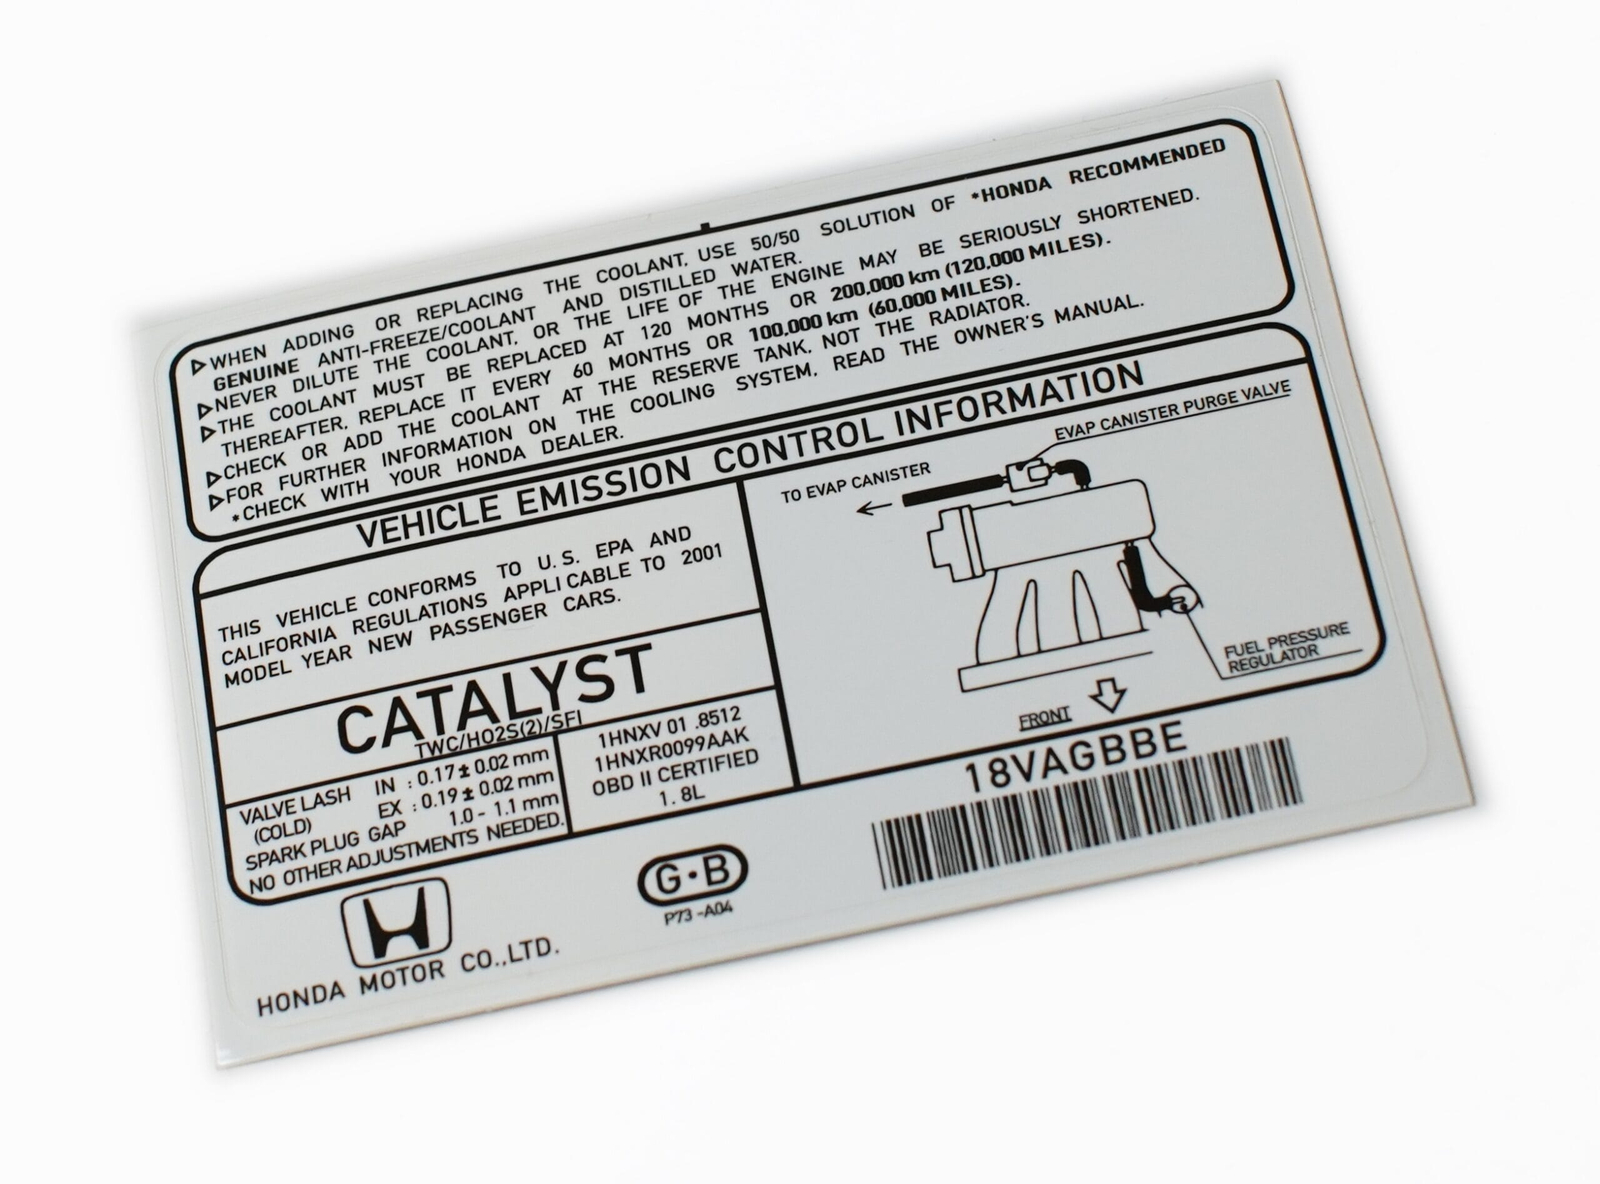 ▷WHEN ADDING OR REPLACING THE COOLANT, USE 50/50 SOLUTION OF *HONDA RECOMMENDED
GENUINE ANTI-FREEZE/COOLANT AND DISTILLED WATER.
▷NEVER DILUTE THE COOLANT, OR THE LIFE OF THE ENGINE MAY BE SERIOUSLY SHORTENED.
▷THE COOLANT MUST BE REPLACED AT 120 MONTHS OR 200,000 km (120,000 MILES).
THEREAFTER, REPLACE IT EVERY 60 MONTHS OR 100,000 km (60,000 MILES).
▷CHECK OR ADD THE COOLANT AT THE RESERVE TANK, NOT THE RADIATOR.
▷FOR FURTHER INFORMATION ON THE COOLING SYSTEM, READ THE OWNER'S MANUAL.
*CHECK WITH YOUR HONDA DEALER.
VEHICLE EMISSION CONTROL INFORMATION
THIS VEHICLE CONFORMS TO U.S. EPA AND
CALIFORNIA REGULATIONS APPLICABLE TO 2001
MODEL YEAR NEW PASSENGER CARS.
CATALYST
TWC/HO2S(2)/SFI
VALVE LASH IN : 0.17±0.02 mm
(COLD) EX : 0.19±0.02 mm
SPARK PLUG GAP 1.0 - 1.1 mm
NO OTHER ADJUSTMENTS NEEDED.
1HNXV 01 .8512
1HNXR0099AAK
OBD II CERTIFIED
1. 8L
EVAP CANISTER PURGE VALVE
TO EVAP CANISTER
FUEL PRESSURE
REGULATOR
FRONT
18VAGBBE
G·B
P73 -A04
HONDA MOTOR CO.,LTD.